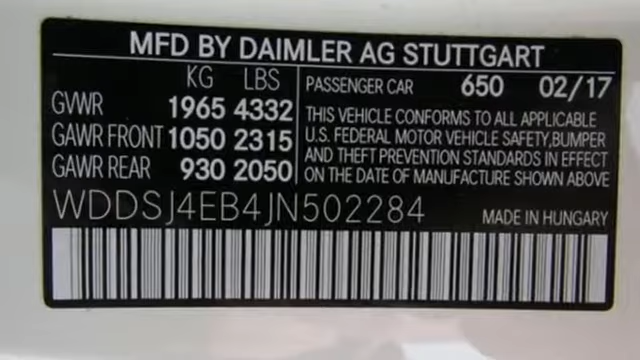 MFD BY DAIMLER AG STUTTGART
KG LBS
GVWR 1965 4332
GAWR FRONT 1050 2315
GAWR REAR 930 2050
PASSENGER CAR 650 02/17
THIS VEHICLE CONFORMS TO ALL APPLICABLE
U.S. FEDERAL MOTOR VEHICLE SAFETY,BUMPER
AND THEFT PREVENTION STANDARDS IN EFFECT
ON THE DATE OF MANUFACTURE SHOWN ABOVE
WDDSJ4EB4JN502284
MADE IN HUNGARY